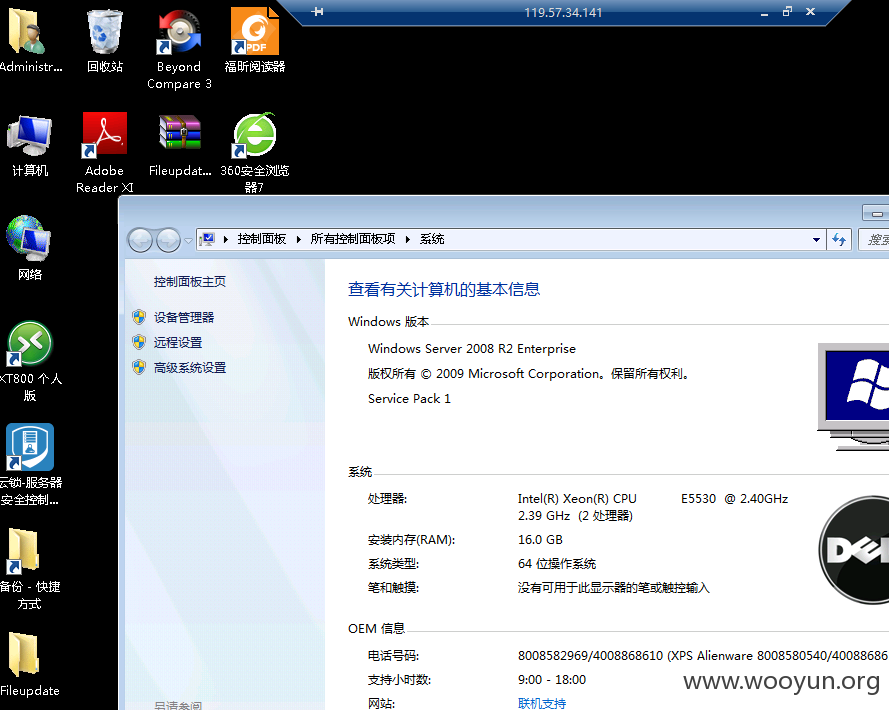 119.57.34.141
Administr...
回收站
Beyond
Compare 3
PDF
福昕阅读器
计算机
Adobe
Reader XI
Fileupdat...
360安全浏览
器7
网络
XT800 个人
版
云锁-服务器
安全控制...
备份 - 快捷
方式
Fileupdate
控制面板
所有控制面板项
系统
搜索
控制面板主页
设备管理器
远程设置
高级系统设置
另请参阅
查看有关计算机的基本信息
Windows 版本
Windows Server 2008 R2 Enterprise
版权所有 © 2009 Microsoft Corporation。保留所有权利。
Service Pack 1
系统
处理器: Intel(R) Xeon(R) CPU E5530 @ 2.40GHz
2.39 GHz (2 处理器)
安装内存(RAM): 16.0 GB
系统类型: 64 位操作系统
笔和触摸: 没有可用于此显示器的笔或触控输入
DELL
OEM 信息
电话号码: 8008582969/4008868610 (XPS Alienware 8008580540/40088686
支持小时数: 9:00 - 18:00
网站: 联机支持
www.wooyun.org